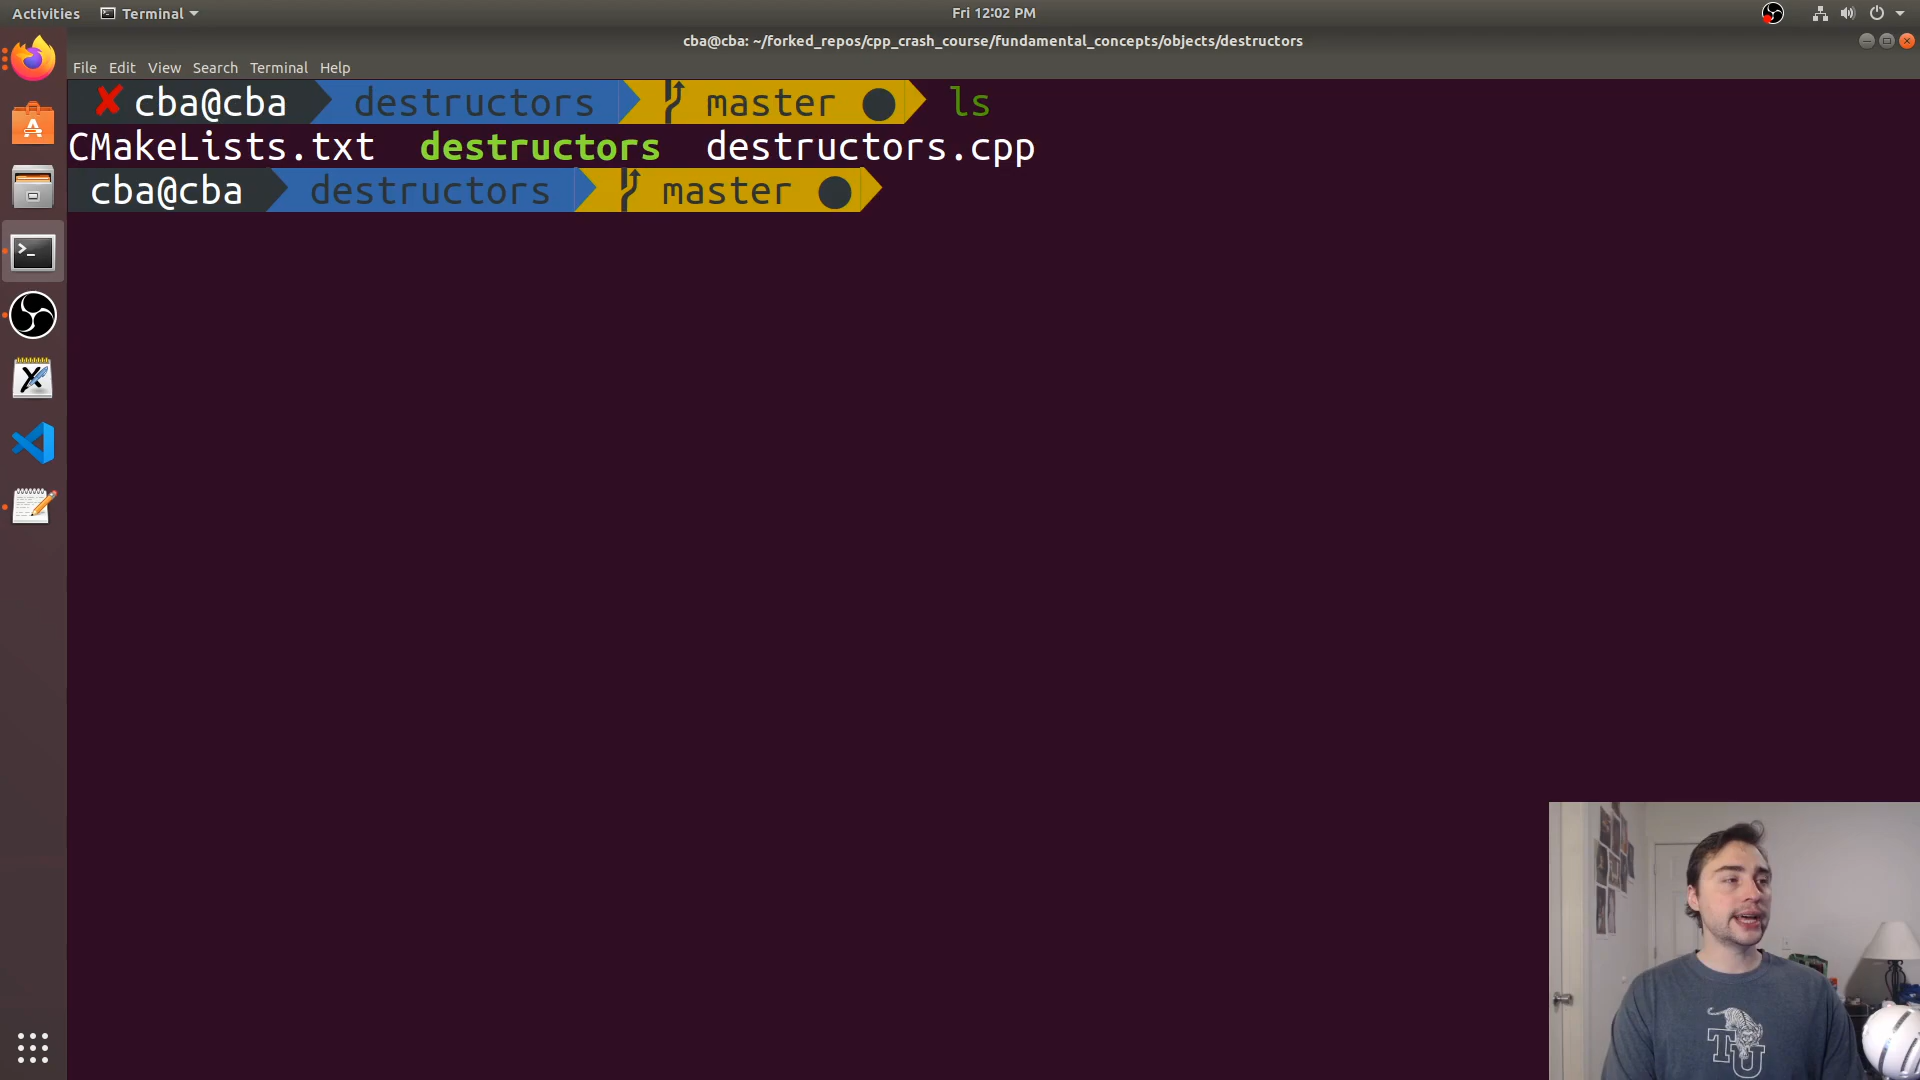 Activities Terminal Fri 12:02 PM
cba@cba: ~/forked_repos/cpp_crash_course/fundamental_concepts/objects/destructors
File Edit View Search Terminal Help
✘ cba@cba destructors master ● ls
CMakeLists.txt destructors destructors.cpp
cba@cba destructors master ●
TU